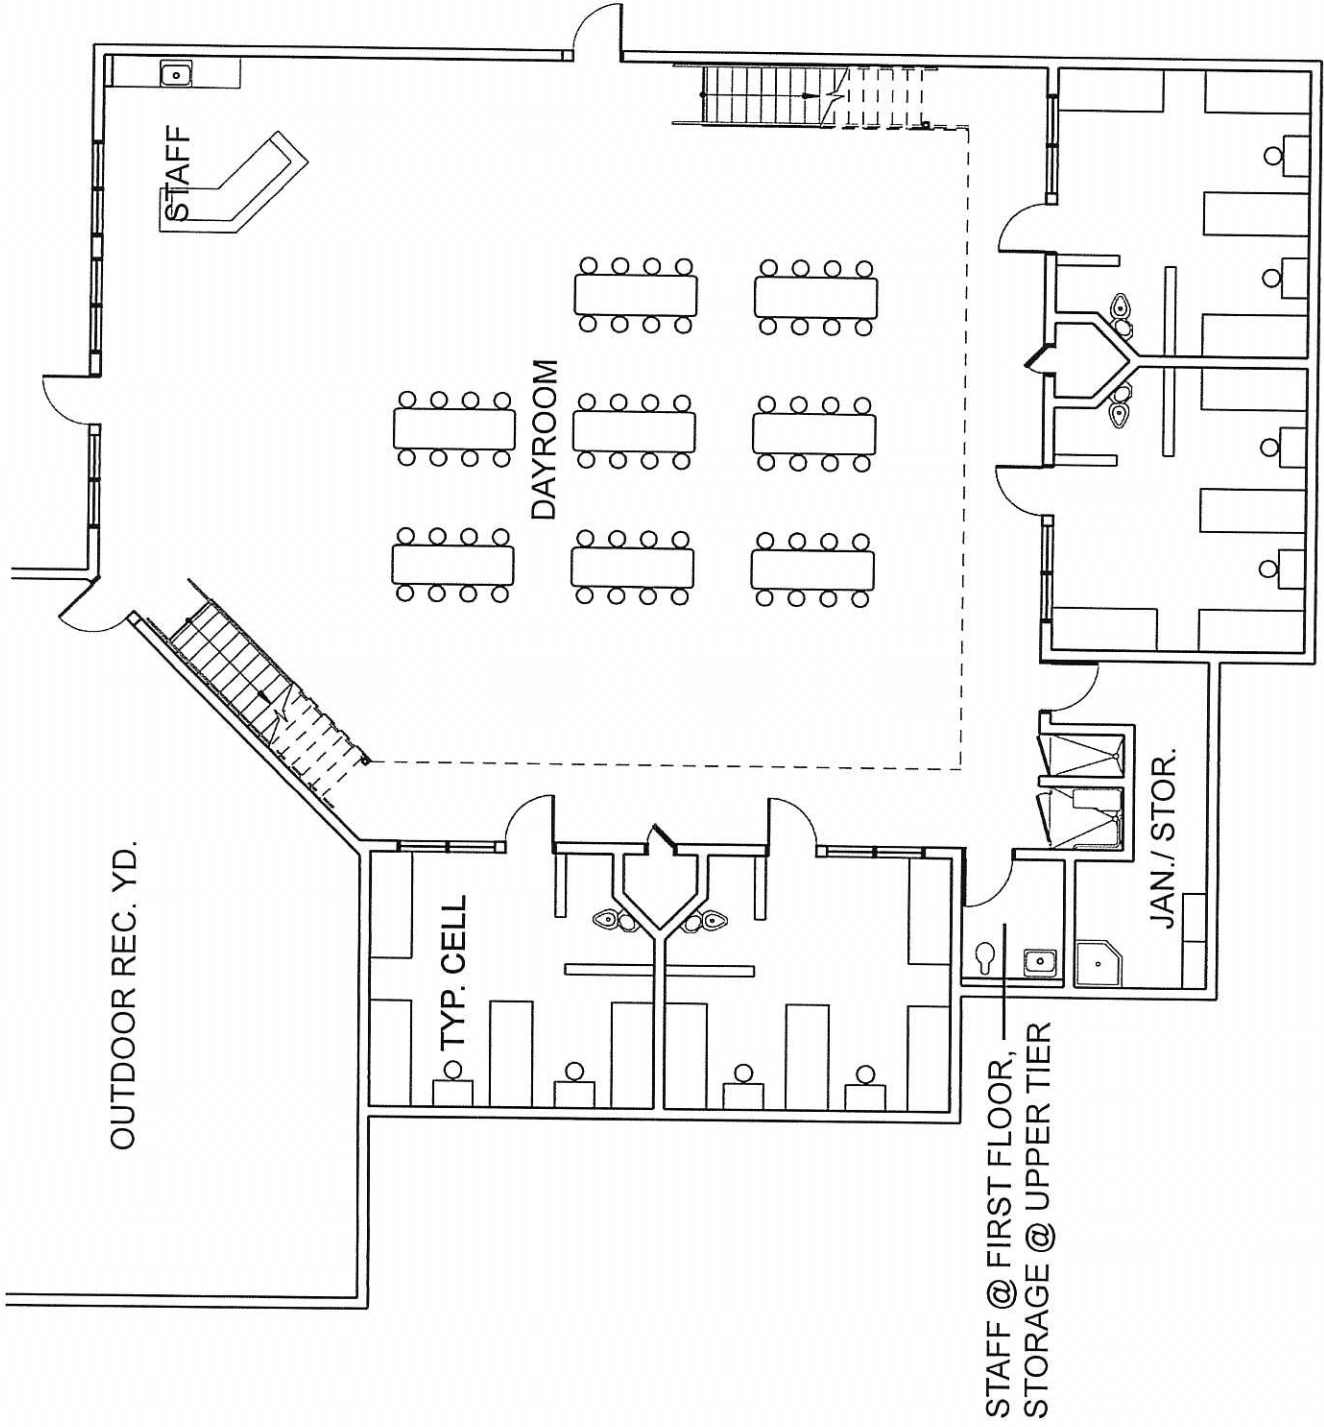 STAFF
DAYROOM
OUTDOOR REC. YD.
TYP. CELL
JAN./ STOR.
STAFF @ FIRST FLOOR,
STORAGE @ UPPER TIER